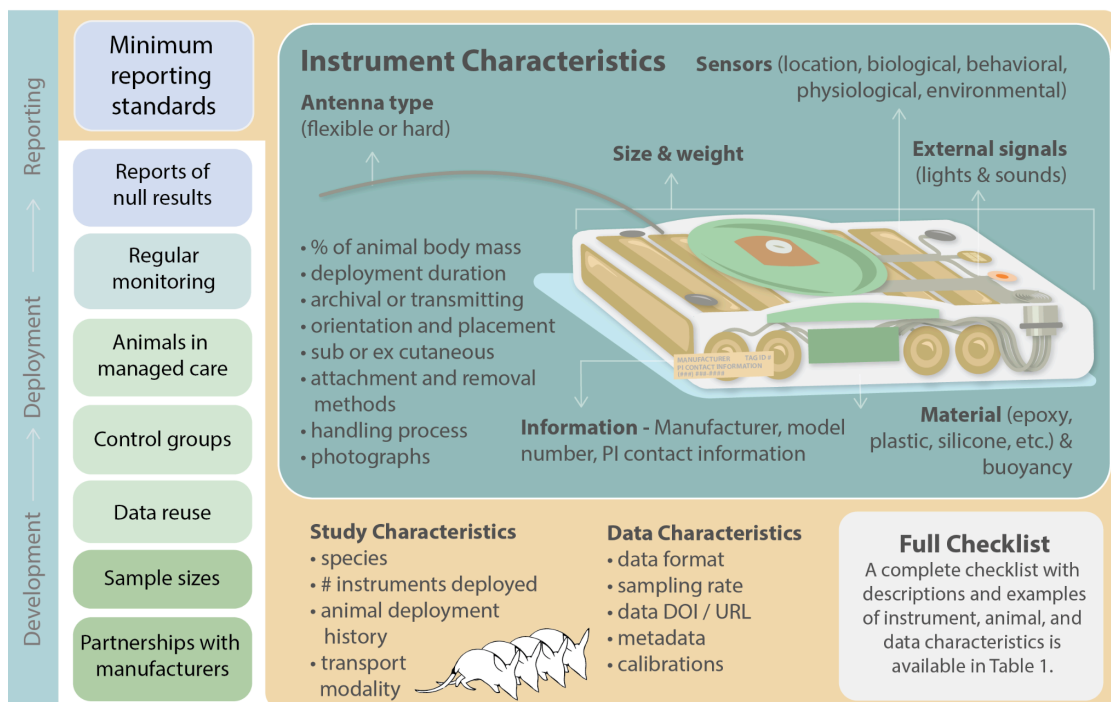 Reporting
Deployment
Development
Minimum
reporting
standards
Reports of
null results
Regular
monitoring
Animals in
managed care
Control groups
Data reuse
Sample sizes
Partnerships with
manufacturers
Instrument Characteristics
Antenna type
(flexible or hard)
Size & weight
Sensors (location, biological, behavioral,
physiological, environmental)
External signals
(lights & sounds)
• % of animal body mass
• deployment duration
• archival or transmitting
• orientation and placement
• sub or ex cutaneous
• attachment and removal
methods
• handling process
• photographs
MANUFACTURER TAG ID #
PI CONTACT INFORMATION
Information - Manufacturer, model
number, PI contact information
Material (epoxy,
plastic, silicone, etc.) &
buoyancy
Study Characteristics
• species
• # instruments deployed
• animal deployment
history
• transport
modality
Data Characteristics
• data format
• sampling rate
• data DOI / URL
• metadata
• calibrations
Full Checklist
A complete checklist with
descriptions and examples
of instrument, animal, and
data characteristics is
available in Table 1.